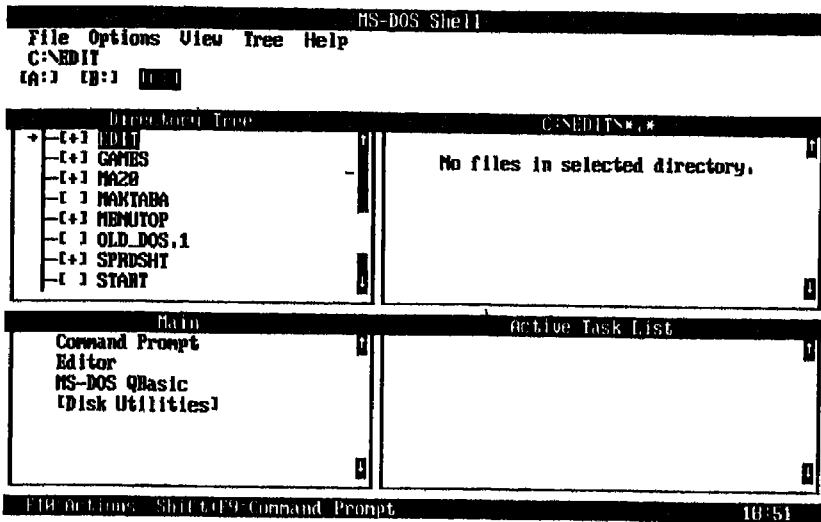 MS-DOS Shell
File Options View Tree Help
C:\EDIT
[A:] [B:] [C:]
Directory Tree
C:\EDIT\*.*
[+] EDIT
[+] GAMES
[+] MA20
[ ] MAKTABA
[+] MENUTOP
[ ] OLD_DOS.1
[+] SPRDSHT
[ ] START
No files in selected directory.
Main
Command Prompt
Editor
MS-DOS QBasic
[Disk Utilities]
Active Task List
F10=Actions Shift+F9=Command Prompt
18:51